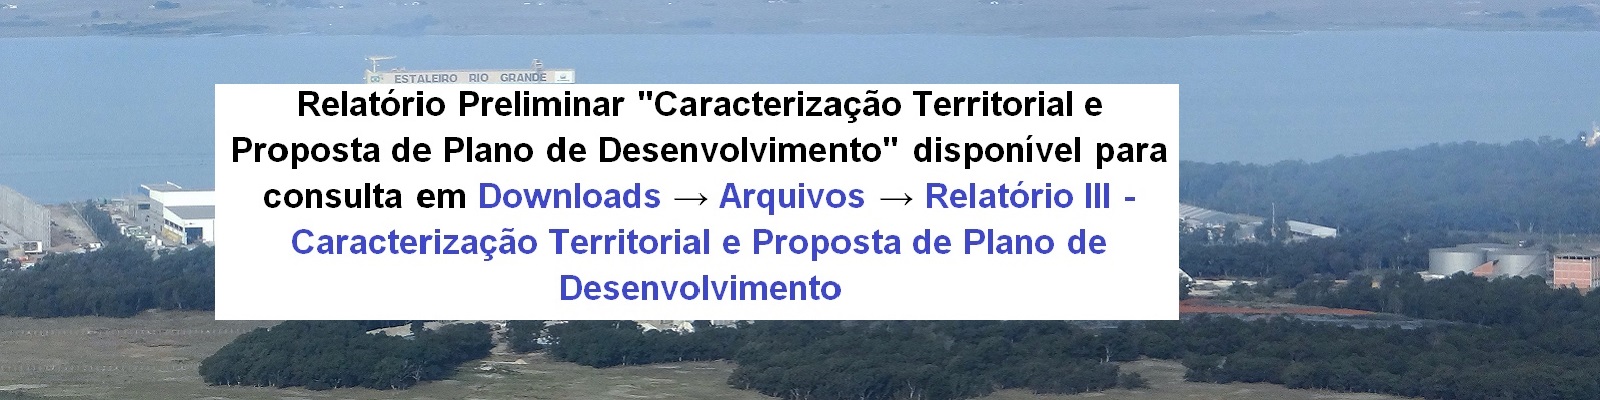 ESTALEIRO RIO GRANDE
Relatório Preliminar "Caracterização Territorial e
Proposta de Plano de Desenvolvimento" disponível para
consulta em Downloads → Arquivos → Relatório III -
Caracterização Territorial e Proposta de Plano de
Desenvolvimento